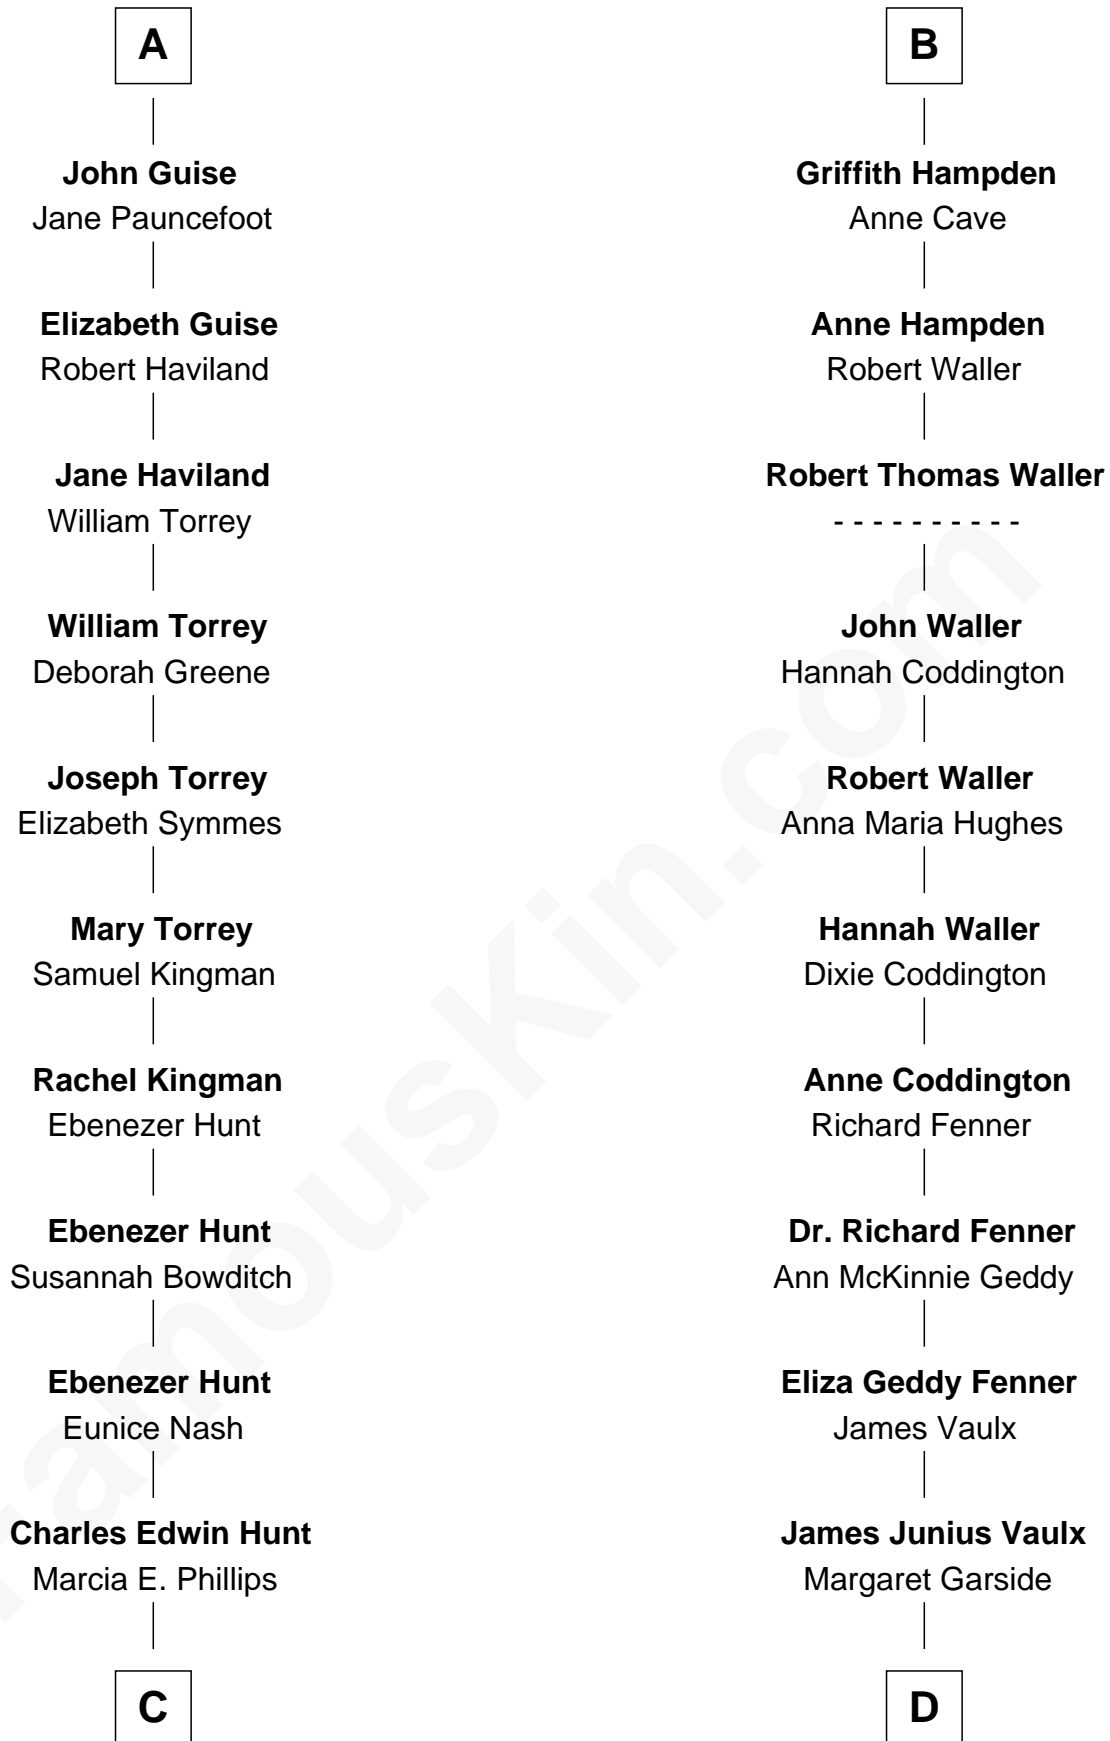 A
John Guise
Jane Pauncefoot
Elizabeth Guise
Robert Haviland
Jane Haviland
William Torrey
William Torrey
Deborah Greene
Joseph Torrey
Elizabeth Symmes
Mary Torrey
Samuel Kingman
Rachel Kingman
Ebenezer Hunt
Ebenezer Hunt
Susannah Bowditch
Ebenezer Hunt
Eunice Nash
Charles Edwin Hunt
Marcia E. Phillips
C
B
Griffith Hampden
Anne Cave
Anne Hampden
Robert Waller
Robert Thomas Waller
- - - - - - - - - -
John Waller
Hannah Coddington
Robert Waller
Anna Maria Hughes
Hannah Waller
Dixie Coddington
Anne Coddington
Richard Fenner
Dr. Richard Fenner
Ann McKinnie Geddy
Eliza Geddy Fenner
James Vaulx
James Junius Vaulx
Margaret Garside
D
FamousKin.com